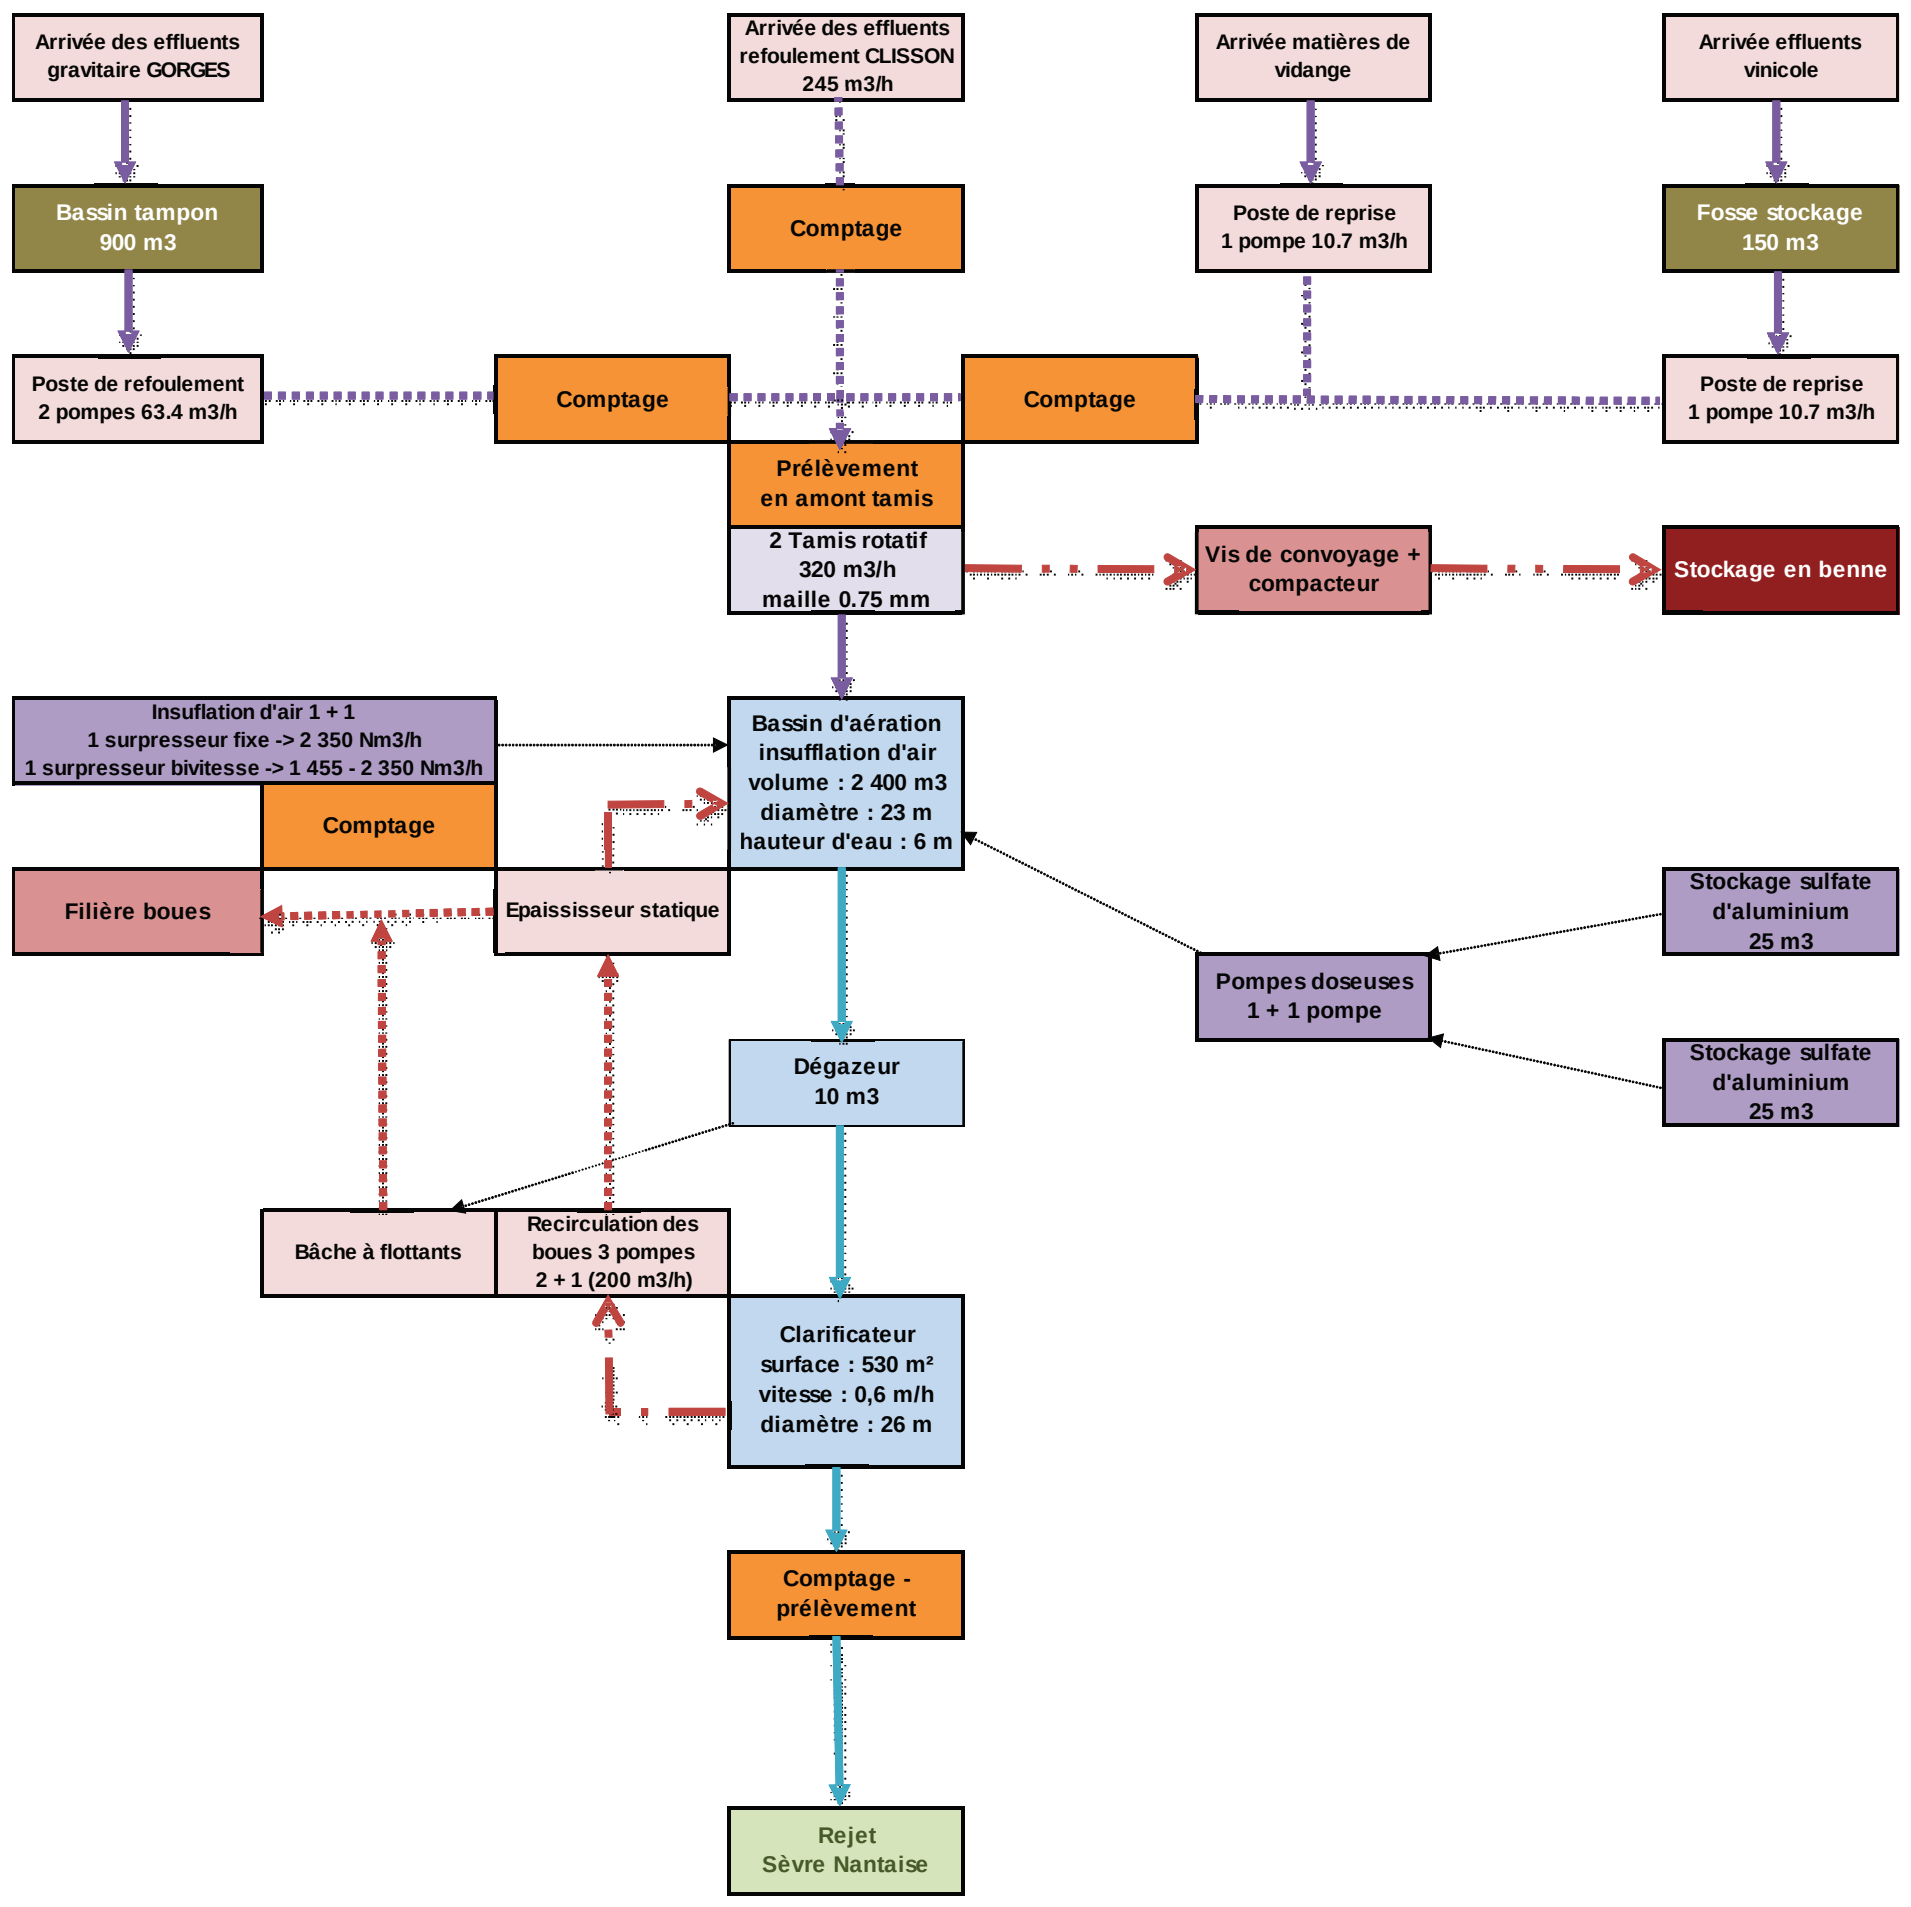 Arrivée des effluents
gravitaire GORGES
Arrivée des effluents
refoulement CLISSON
245 m3/h
Arrivée matières de
vidange
Arrivée effluents
vinicole
Bassin tampon
900 m3
Comptage
Poste de reprise
1 pompe 10.7 m3/h
Fosse stockage
150 m3
Poste de refoulement
2 pompes 63.4 m3/h
Comptage
Comptage
Poste de reprise
1 pompe 10.7 m3/h
Prélèvement
en amont tamis
2 Tamis rotatif
320 m3/h
maille 0.75 mm
Vis de convoyage +
compacteur
Stockage en benne
Insuflation d'air 1 + 1
1 surpresseur fixe -> 2 350 Nm3/h
1 surpresseur bivitesse -> 1 455 - 2 350 Nm3/h
Bassin d'aération
insufflation d'air
volume : 2 400 m3
diamètre : 23 m
hauteur d'eau : 6 m
Comptage
Filière boues
Epaississeur statique
Stockage sulfate
d'aluminium
25 m3
Pompes doseuses
1 + 1 pompe
Dégazeur
10 m3
Stockage sulfate
d'aluminium
25 m3
Bâche à flottants
Recirculation des
boues 3 pompes
2 + 1 (200 m3/h)
Clarificateur
surface : 530 m²
vitesse : 0,6 m/h
diamètre : 26 m
Comptage -
prélèvement
Rejet
Sèvre Nantaise